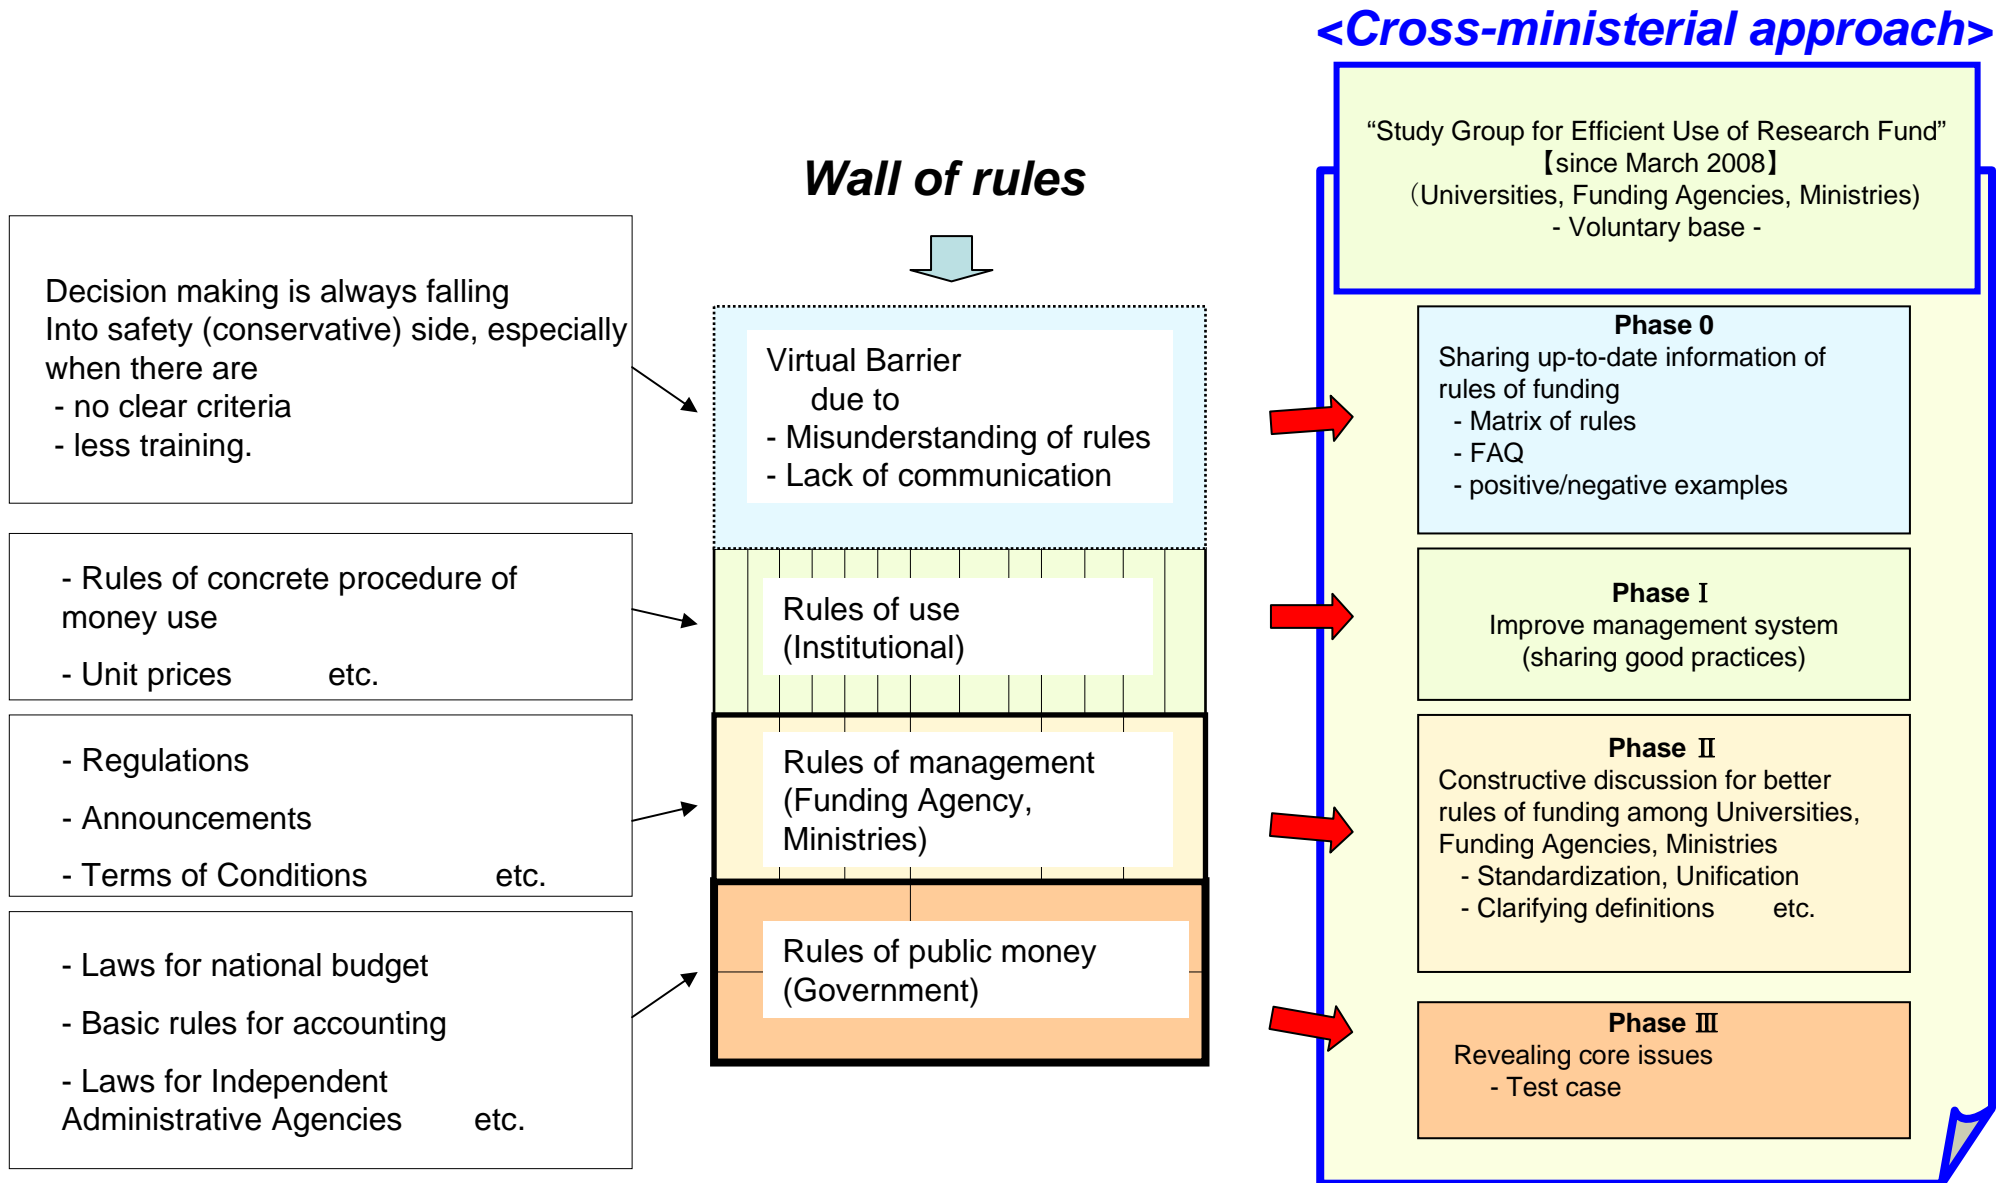 <Cross-ministerial approach>
“Study Group for Efficient Use of Research Fund”
【since March 2008】
（Universities, Funding Agencies, Ministries)
- Voluntary base -
Wall of rules
Decision making is always falling
Into safety (conservative) side, especially
when there are
- no clear criteria
- less training.
Virtual Barrier
due to
- Misunderstanding of rules
- Lack of communication
Phase 0
Sharing up-to-date information of
rules of funding
- Matrix of rules
- FAQ
- positive/negative examples
- Rules of concrete procedure of
money use
- Unit prices etc.
Rules of use
(Institutional)
Phase Ⅰ
Improve management system
(sharing good practices)
- Regulations
- Announcements
- Terms of Conditions etc.
Rules of management
(Funding Agency,
Ministries)
Phase Ⅱ
Constructive discussion for better
rules of funding among Universities,
Funding Agencies, Ministries
- Standardization, Unification
- Clarifying definitions etc.
- Laws for national budget
- Basic rules for accounting
- Laws for Independent
Administrative Agencies etc.
Rules of public money
(Government)
Phase Ⅲ
Revealing core issues
- Test case